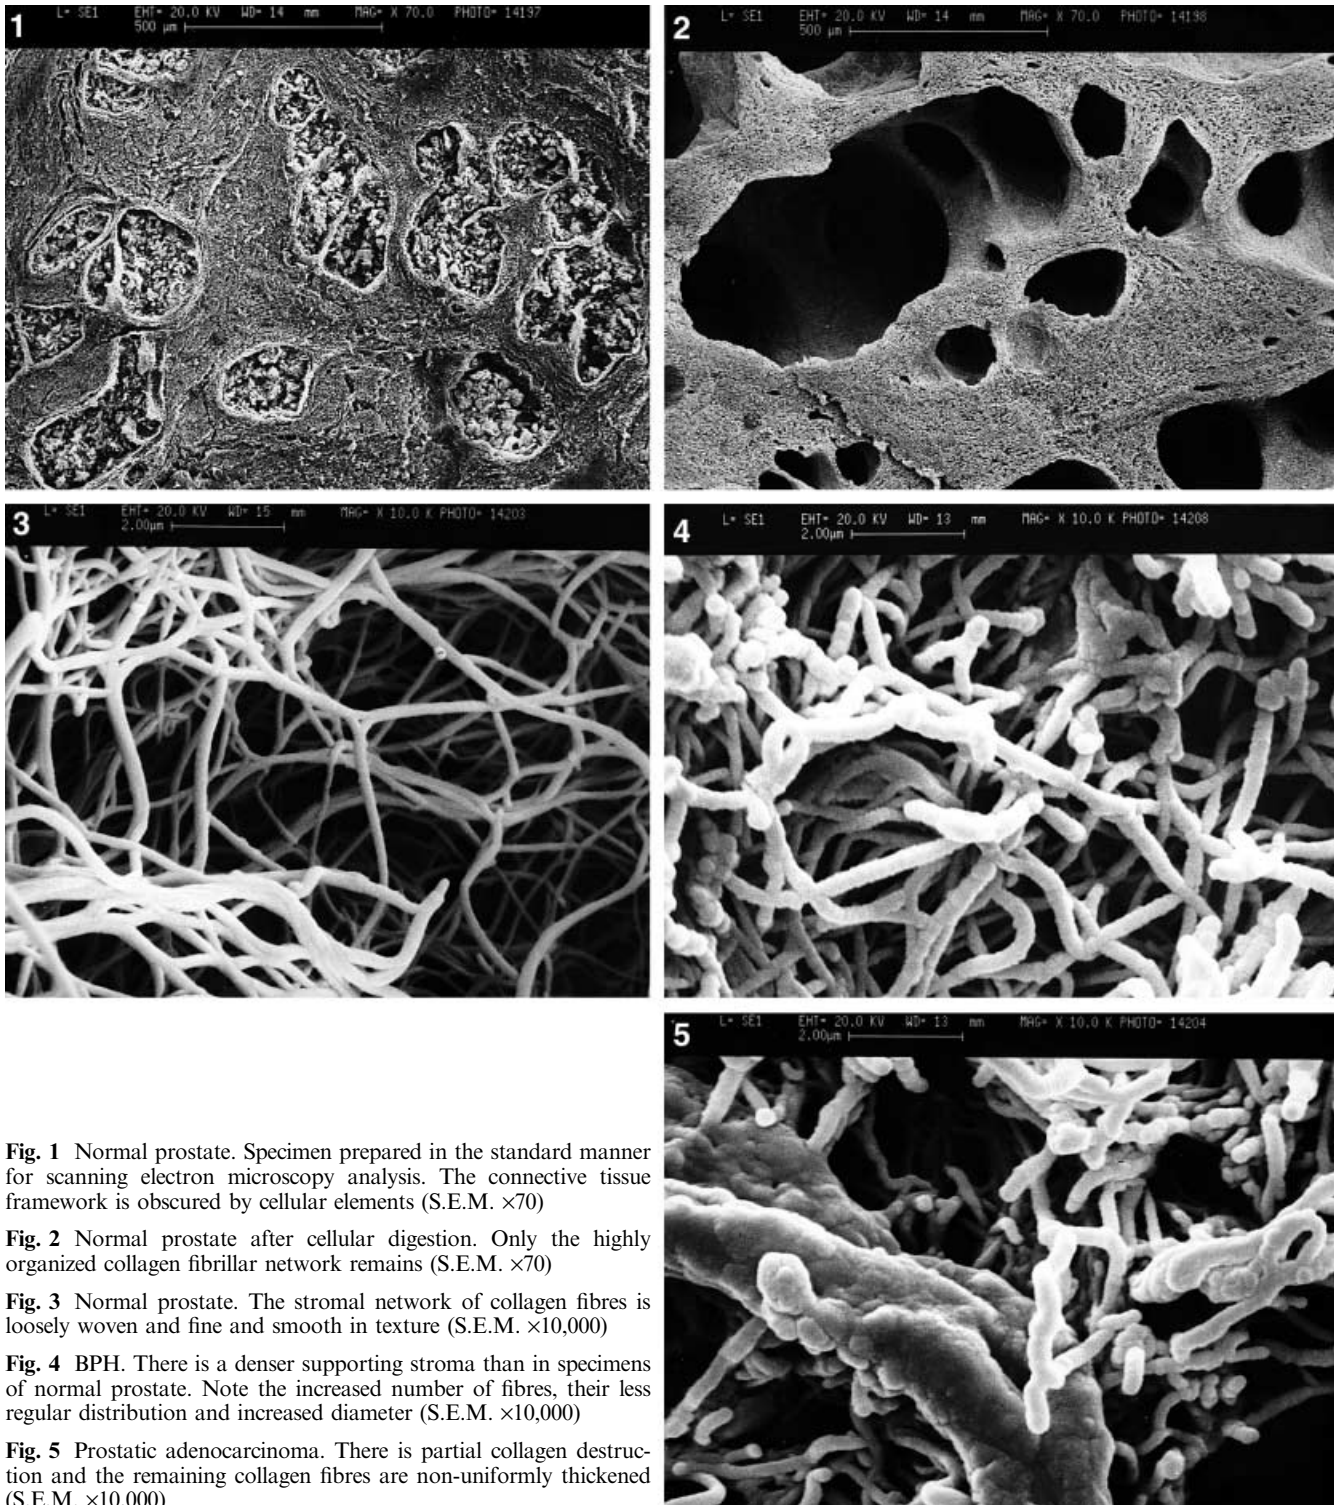 1
L= SE1 EHT= 20.0 KV WD= 14 mm MAG= X 70.0 PHOTO= 14197
500 µm
2
L= SE1 EHT= 20.0 KV WD= 14 mm MAG= X 70.0 PHOTO= 14198
500 µm
3
L= SE1 EHT= 20.0 KV WD= 15 mm MAG= X 10.0 K PHOTO= 14203
2.00µm
4
L= SE1 EHT= 20.0 KV WD= 13 mm MAG= X 10.0 K PHOTO= 14208
2.00µm
5
L= SE1 EHT= 20.0 KV WD= 13 mm MAG= X 10.0 K PHOTO= 14204
2.00µm
Fig. 1 Normal prostate. Specimen prepared in the standard manner
for scanning electron microscopy analysis. The connective tissue
framework is obscured by cellular elements (S.E.M. ×70)
Fig. 2 Normal prostate after cellular digestion. Only the highly
organized collagen fibrillar network remains (S.E.M. ×70)
Fig. 3 Normal prostate. The stromal network of collagen fibres is
loosely woven and fine and smooth in texture (S.E.M. ×10,000)
Fig. 4 BPH. There is a denser supporting stroma than in specimens
of normal prostate. Note the increased number of fibres, their less
regular distribution and increased diameter (S.E.M. ×10,000)
Fig. 5 Prostatic adenocarcinoma. There is partial collagen destruc-
tion and the remaining collagen fibres are non-uniformly thickened
(S.E.M. ×10,000)